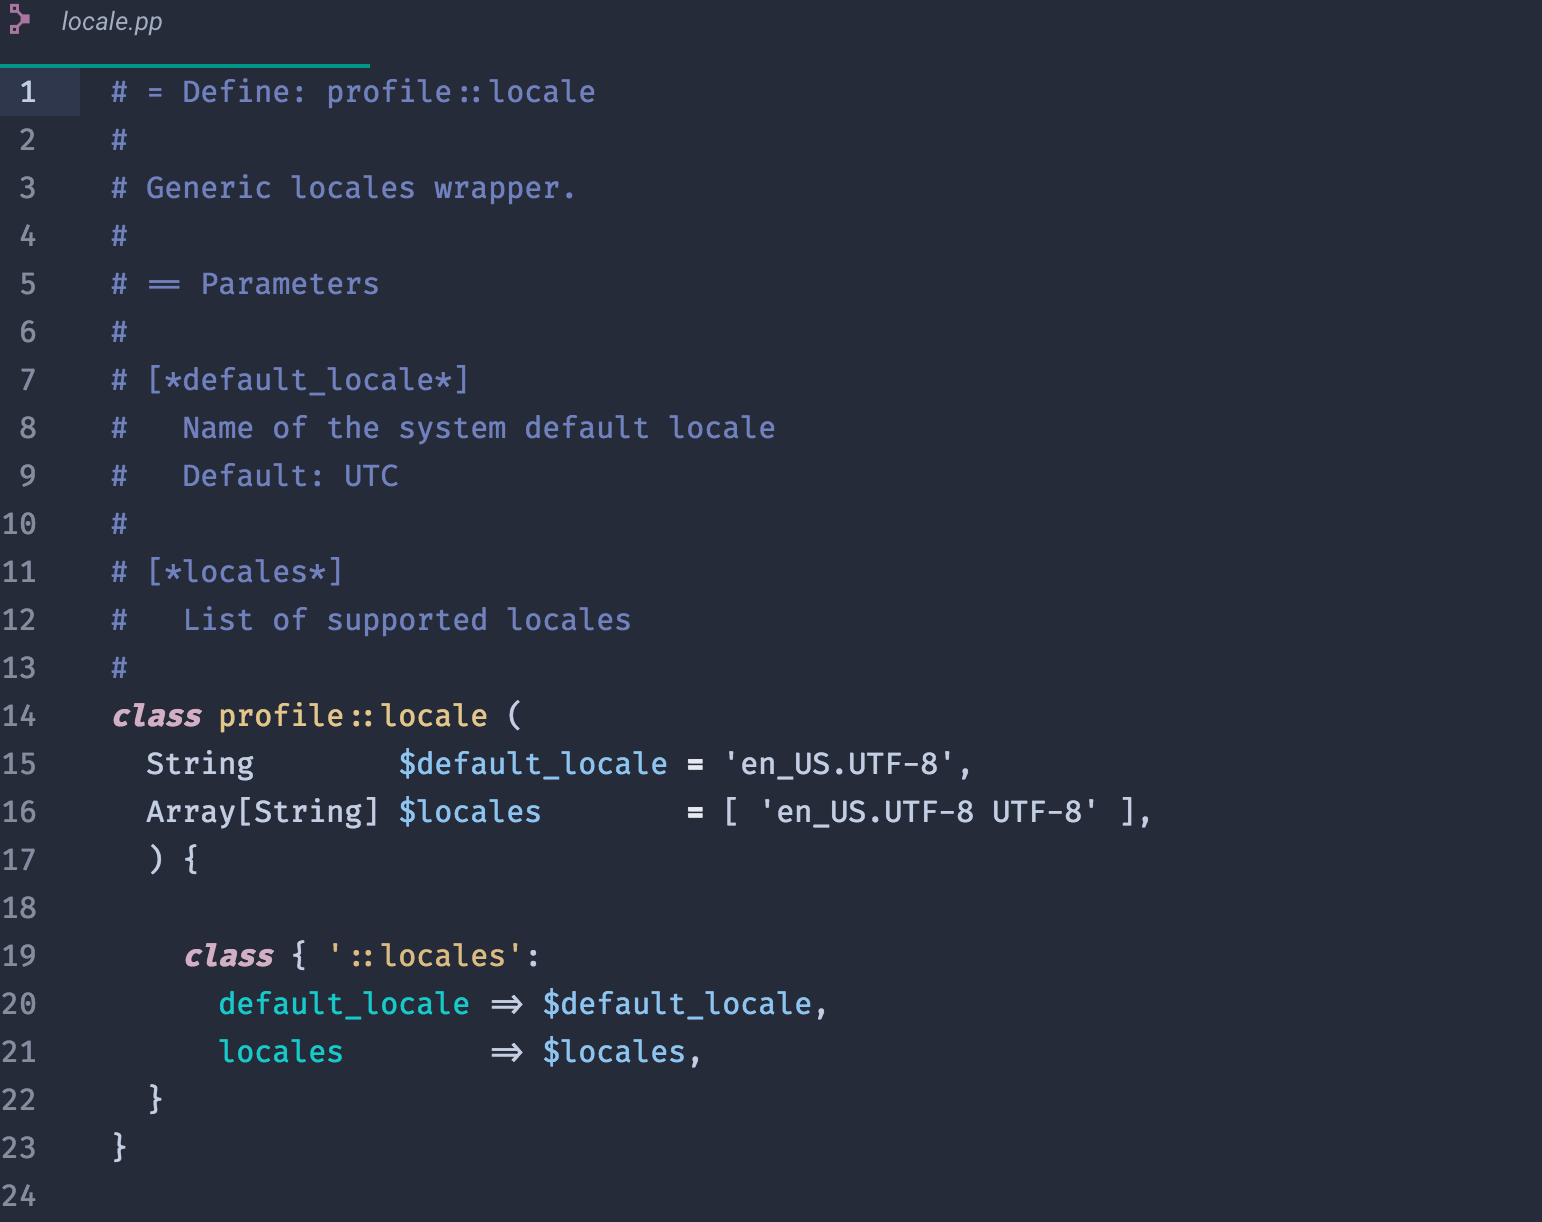 locale.pp
1 # = Define: profile::locale
2 #
3 # Generic locales wrapper.
4 #
5 # == Parameters
6 #
7 # [*default_locale*]
8 #   Name of the system default locale
9 #   Default: UTC
10 #
11 # [*locales*]
12 #   List of supported locales
13 #
14 class profile::locale (
15   String        $default_locale = 'en_US.UTF-8',
16   Array[String] $locales        = [ 'en_US.UTF-8 UTF-8' ],
17   ) {
18
19     class { '::locales':
20       default_locale => $default_locale,
21       locales        => $locales,
22   }
23 }
24